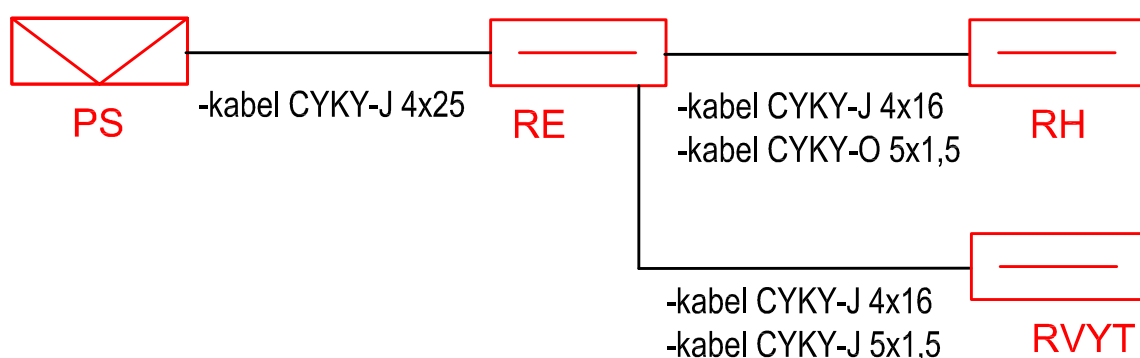 PS
-kabel CYKY-J 4x25
RE
-kabel CYKY-J 4x16
-kabel CYKY-O 5x1,5
RH
-kabel CYKY-J 4x16
-kabel CYKY-J 5x1,5
RVYT